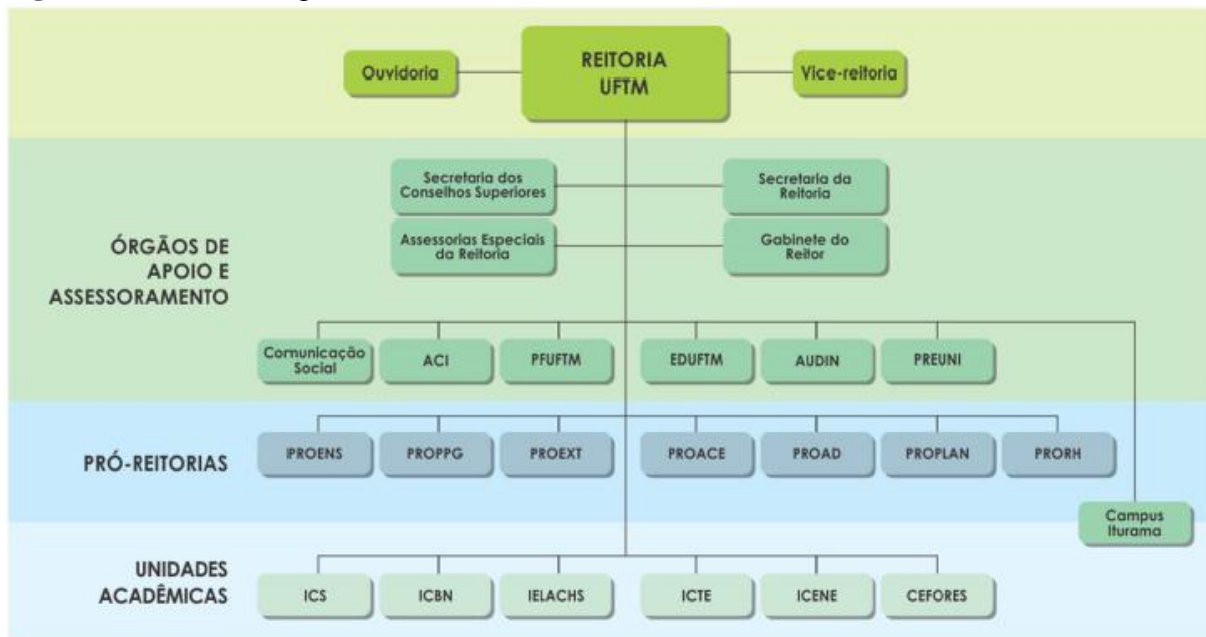 REITORIA
UFTM
Ouvidoria
Vice-reitoria
Secretaria dos
Conselhos Superiores
Secretaria da
Reitoria
Assessorias Especiais
da Reitoria
Gabinete do
Reitor
ÓRGÃOS DE
APOIO E
ASSESSORAMENTO
Comunicação
Social
ACI
PFUFTM
EDUFTM
AUDIN
PREUNI
PRÓ-REITORIAS
PROENS
PROPPG
PROEXT
PROACE
PROAD
PROPLAN
PRORH
Campus
Iturama
UNIDADES
ACADÊMICAS
ICS
ICBN
IELACHS
ICTE
ICENE
CEFORES